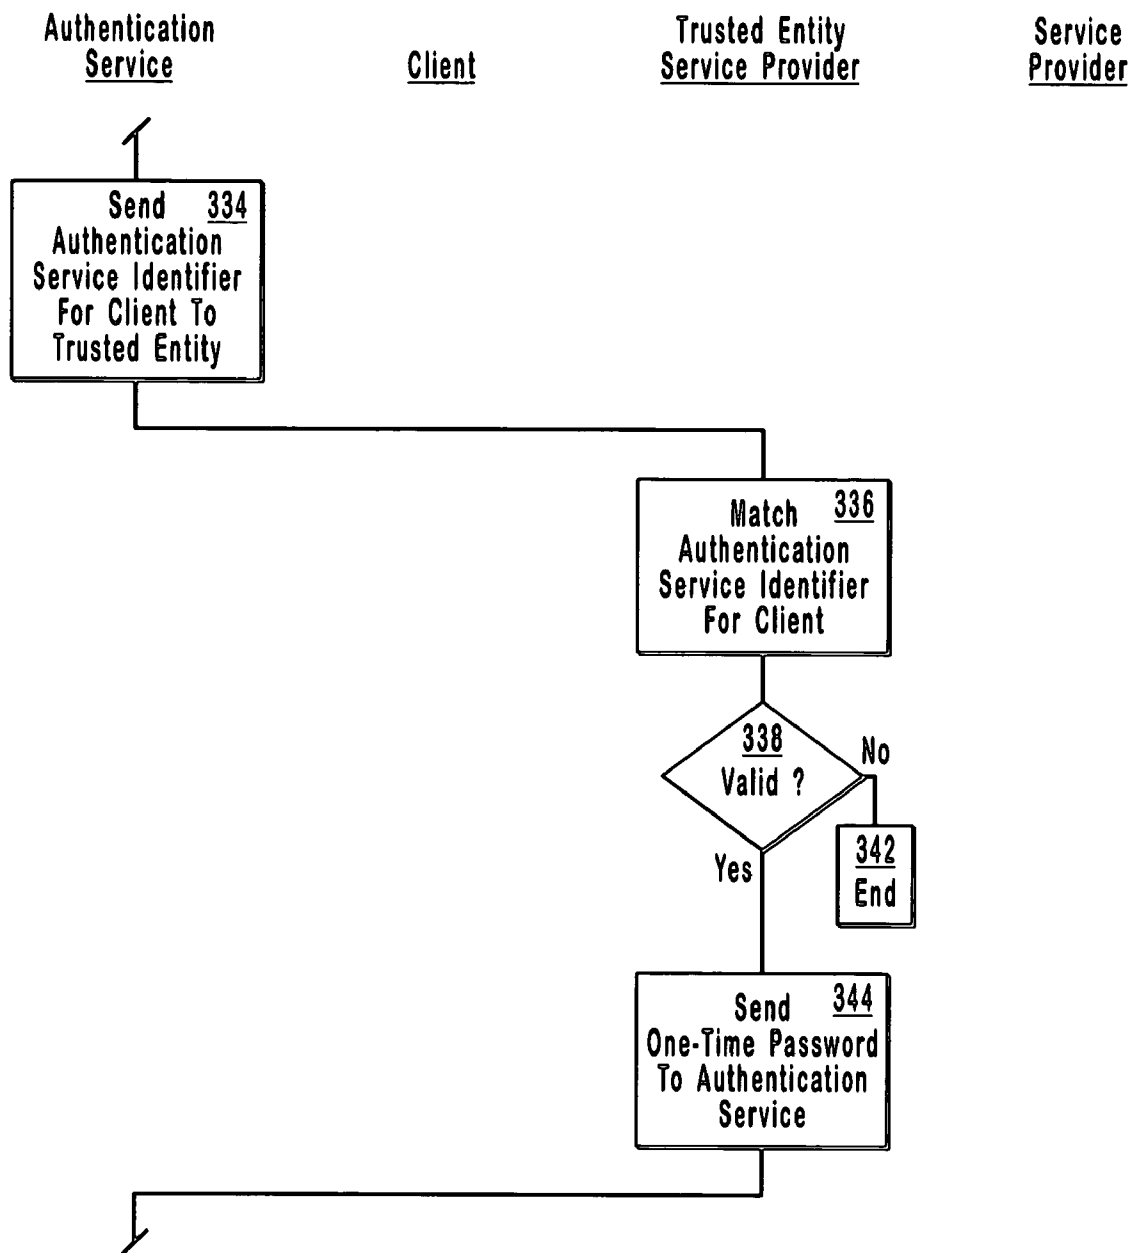 Authentication
Service
Client
Trusted Entity
Service Provider
Service
Provider
Send 334
Authentication
Service Identifier
For Client To
Trusted Entity
Match 336
Authentication
Service Identifier
For Client
338
Valid ?
No
342
End
Yes
Send 344
One-Time Password
To Authentication
Service